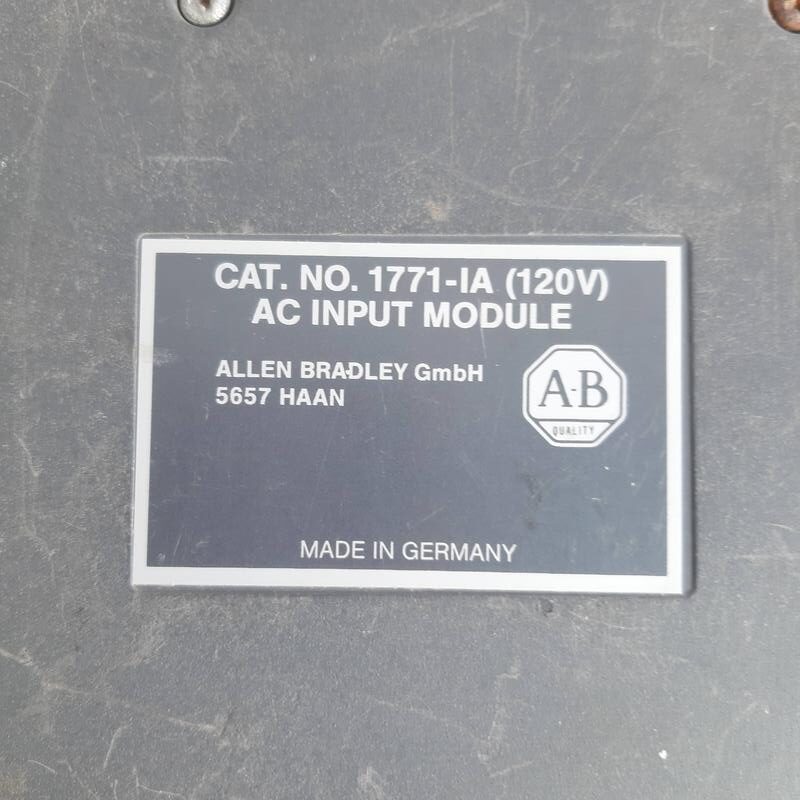 CAT. NO. 1771-IA (120V)
AC INPUT MODULE
ALLEN BRADLEY GmbH
5657 HAAN
A-B
QUALITY
MADE IN GERMANY